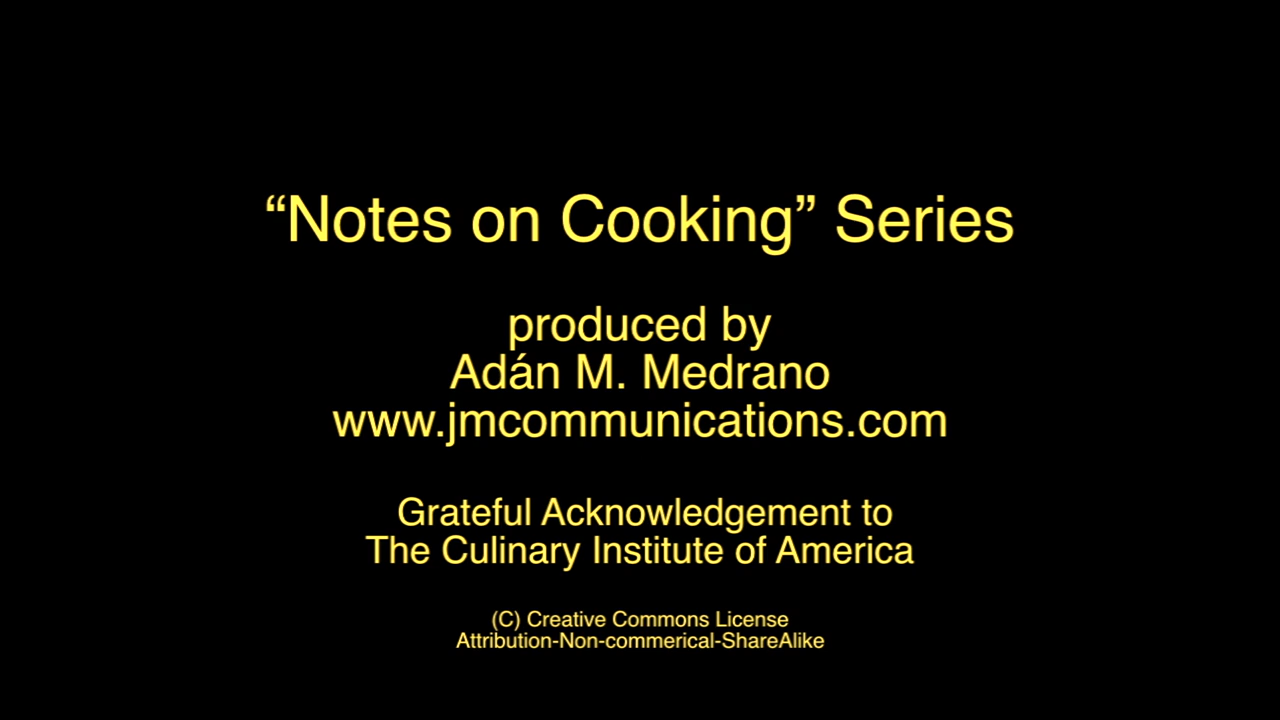 “Notes on Cooking” Series
produced by
Adán M. Medrano
www.jmcommunications.com
Grateful Acknowledgement to
The Culinary Institute of America
(C) Creative Commons License
Attribution-Non-commerical-ShareAlike